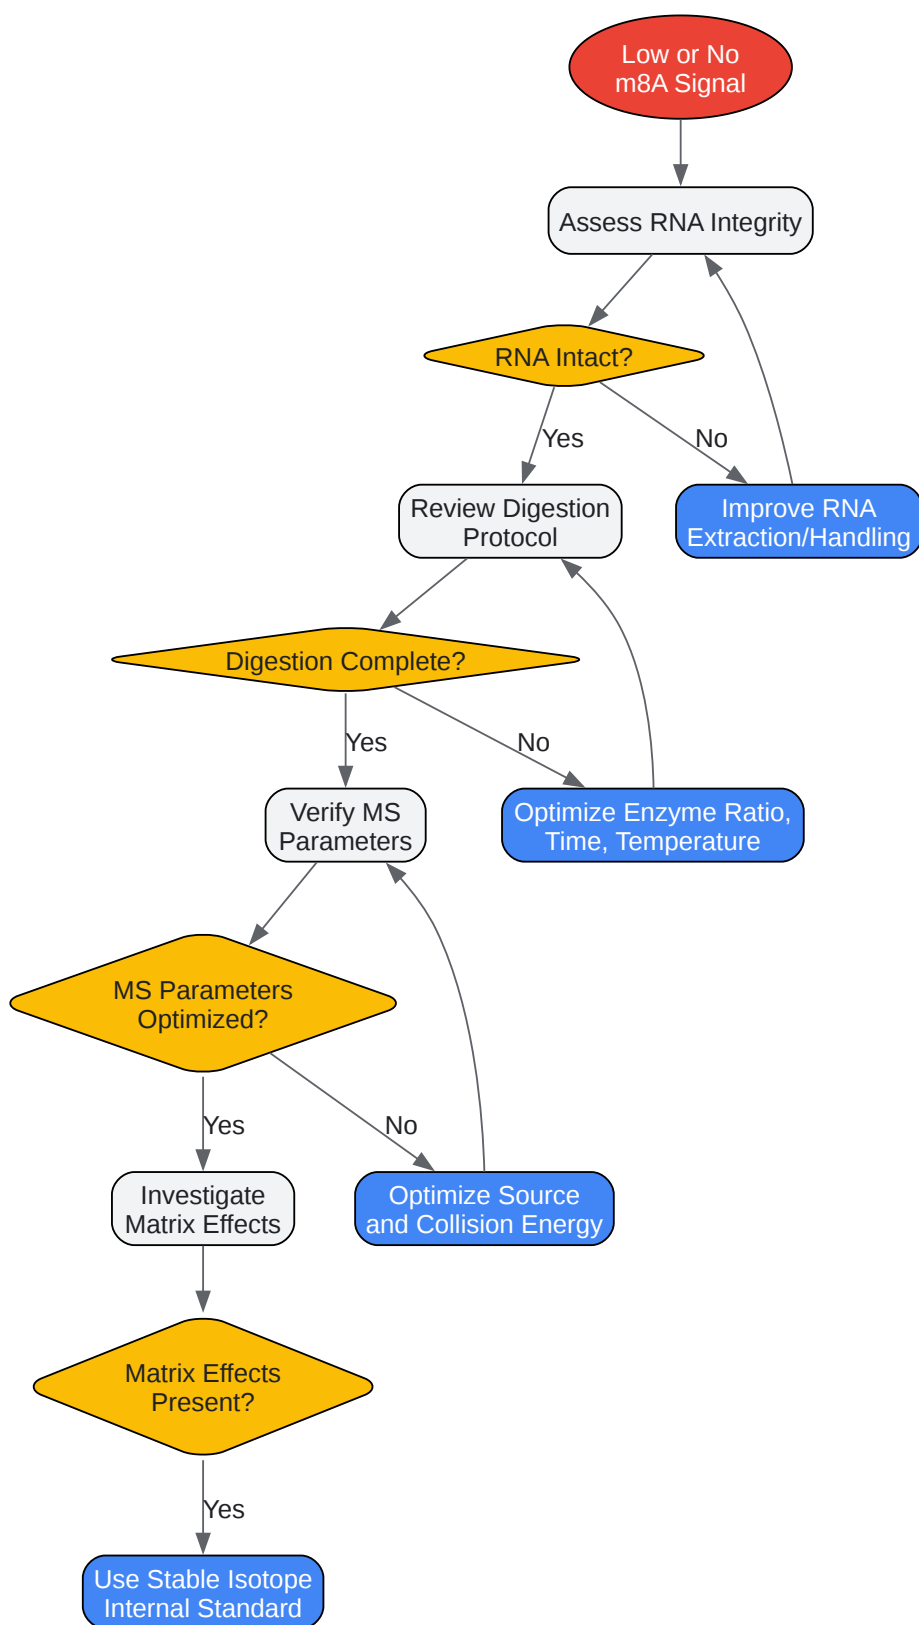 Low or No
m8A Signal
Assess RNA Integrity
RNA Intact?
Yes
No
Review Digestion
Protocol
Improve RNA
Extraction/Handling
Digestion Complete?
Yes
No
Verify MS
Parameters
Optimize Enzyme Ratio,
Time, Temperature
MS Parameters
Optimized?
Yes
No
Investigate
Matrix Effects
Optimize Source
and Collision Energy
Matrix Effects
Present?
Yes
Use Stable Isotope
Internal Standard